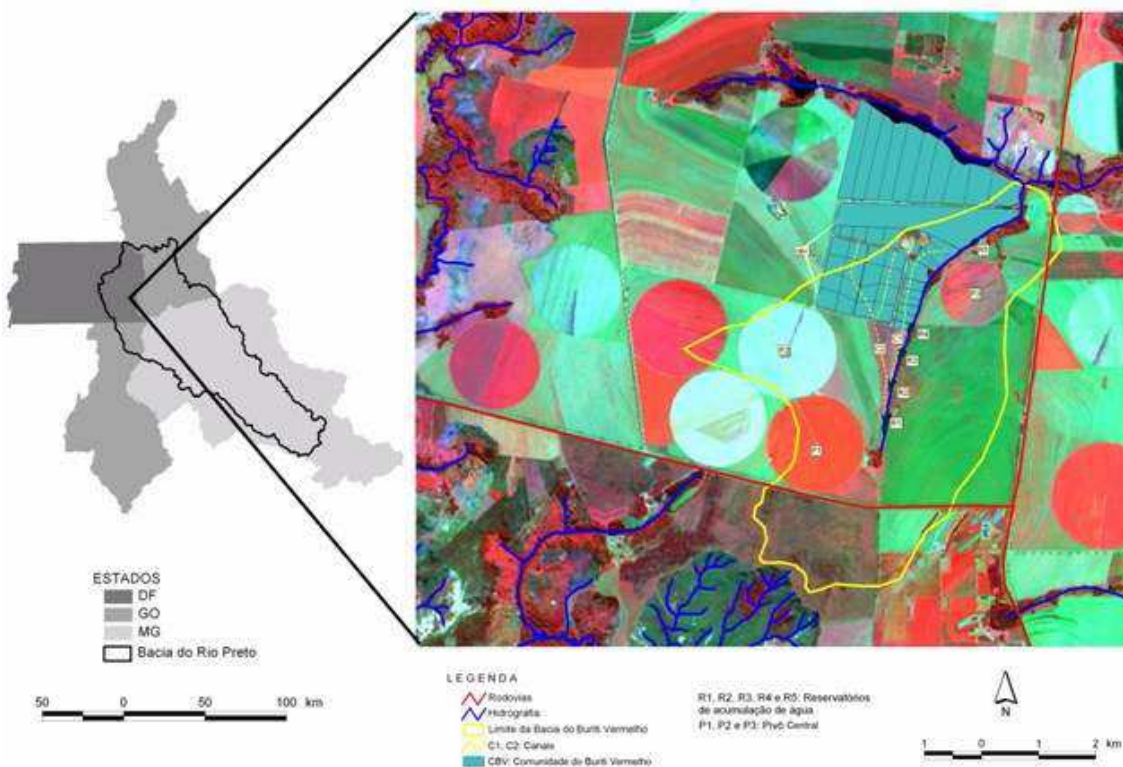 ESTADOS
DF
GO
MG
Bacia do Rio Preto
50 0 50 100 km
LEGENDA
Rodovias
Hidrografia
Limite da Bacia do Buriti Vermelho
C1, C2: Canais
CBV: Comunidade do Buriti Vermelho
R1, R2, R3, R4 e R5: Reservatórios
de acumulação de água
P1, P2 e P3: Pivô Central
N
1 0 1 2 km